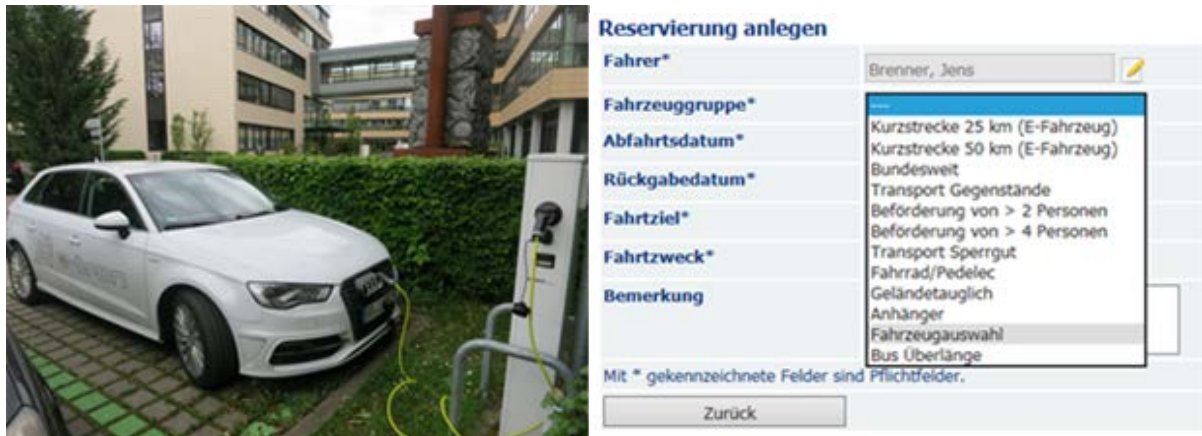 Reservierung anlegen
Fahrer*
Brenner, Jens
Fahrzeuggruppe*
---
Kurzstrecke 25 km (E-Fahrzeug)
Kurzstrecke 50 km (E-Fahrzeug)
Bundesweit
Transport Gegenstände
Beförderung von > 2 Personen
Beförderung von > 4 Personen
Transport Sperrgut
Fahrrad/Pedelec
Geländetauglich
Anhänger
Fahrzeugauswahl
Bus Überlänge
Abfahrtsdatum*
Rückgabedatum*
Fahrtziel*
Fahrtzweck*
Bemerkung
Mit * gekennzeichnete Felder sind Pflichtfelder.
Zurück